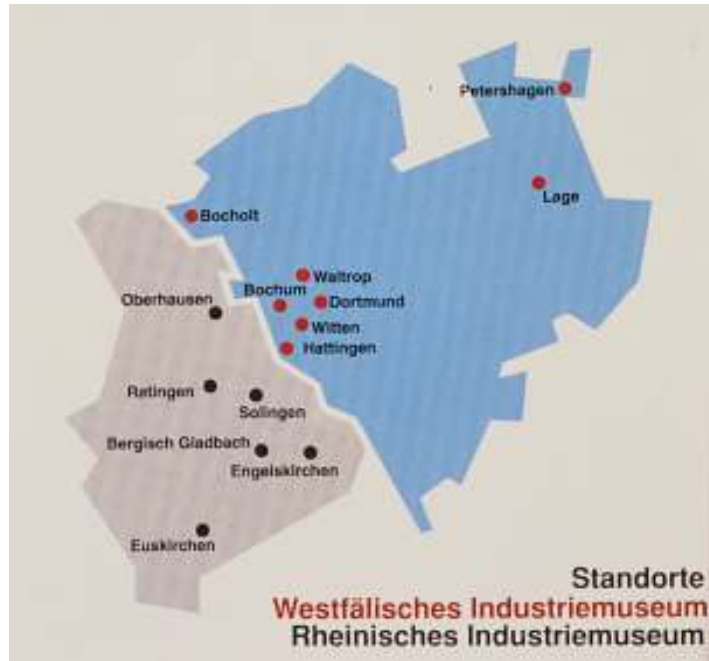 Petershagen
Lage
Bocholt
Waltrop
Bochum
Dortmund
Oberhausen
Witten
Hattingen
Ratingen
Solingen
Bergisch Gladbach
Engelskirchen
Euskirchen
Standorte
Westfälisches Industriemuseum
Rheinisches Industriemuseum